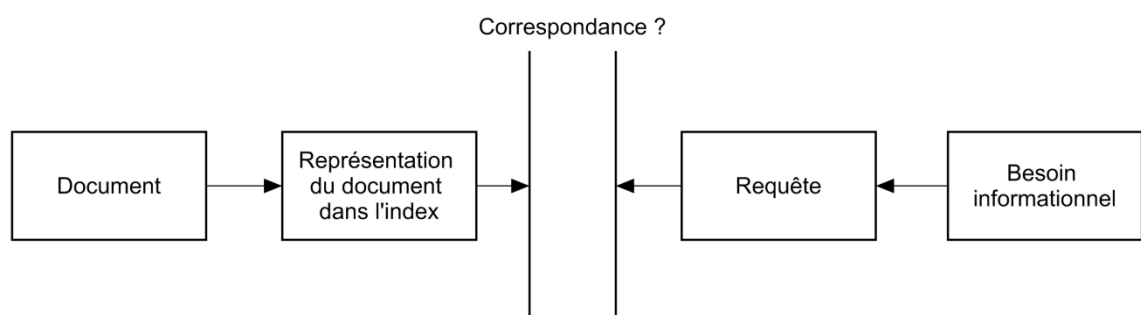 Correspondance ?
Document
Représentation
du document
dans l'index
Requête
Besoin
informationnel